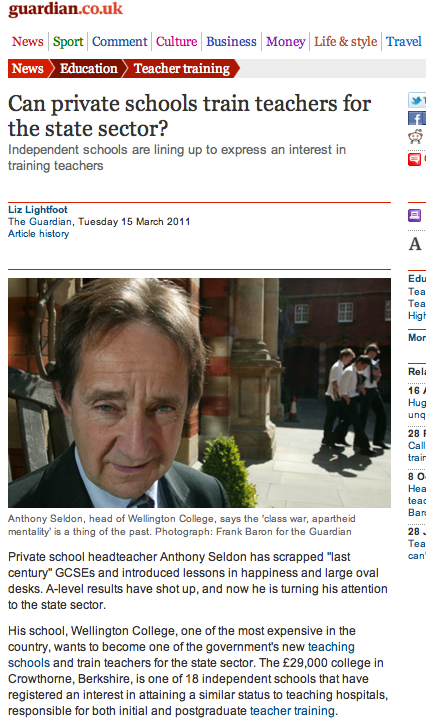 guardian.co.uk
News Sport Comment Culture Business Money Life & style Travel
News Education Teacher training
Can private schools train teachers for
the state sector?
Independent schools are lining up to express an interest in
training teachers
Liz Lightfoot
The Guardian, Tuesday 15 March 2011
Article history
A
Anthony Seldon, head of Wellington College, says the 'class war, apartheid
mentality' is a thing of the past. Photograph: Frank Baron for the Guardian
Private school headteacher Anthony Seldon has scrapped "last
century" GCSEs and introduced lessons in happiness and large oval
desks. A-level results have shot up, and now he is turning his attention
to the state sector.
His school, Wellington College, one of the most expensive in the
country, wants to become one of the government's new teaching
schools and train teachers for the state sector. The £29,000 college in
Crowthorne, Berkshire, is one of 18 independent schools that have
registered an interest in attaining a similar status to teaching hospitals,
responsible for both initial and postgraduate teacher training.
Edu
Tea
Tea
High
Mor
Rela
16 A
Hug
unq
28 F
Call
train
8 O
Hea
teac
Bar
28 J
Tea
can'